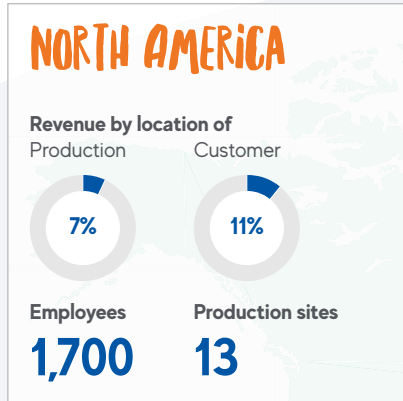 NORTH AMERiCA
Revenue by location of
Production Customer
7% 11%
Employees Production sites
1,700 13